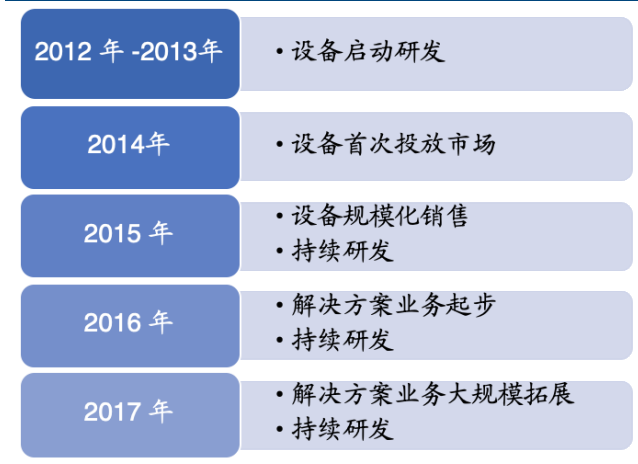 2012 年 -2013年
• 设备启动研发
2014年
• 设备首次投放市场
2015 年
• 设备规模化销售
• 持续研发
2016 年
• 解决方案业务起步
• 持续研发
2017 年
• 解决方案业务大规模拓展
• 持续研发